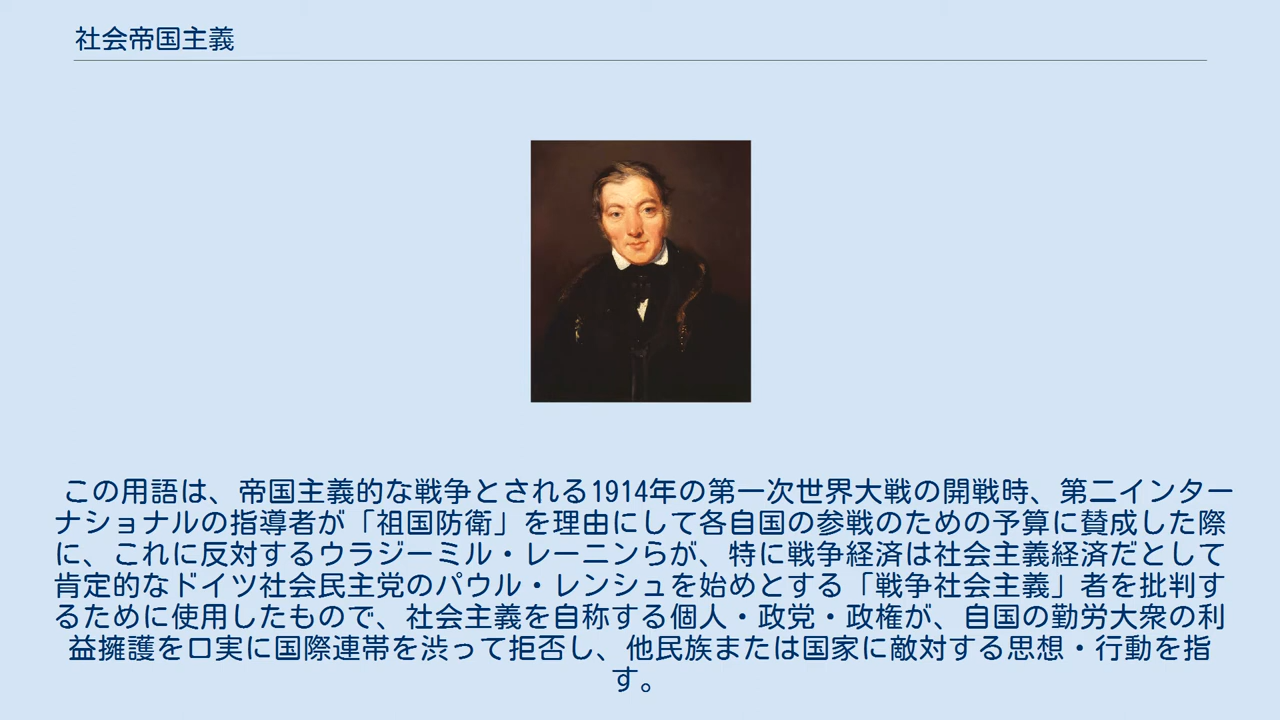 社会帝国主義
この用語は、帝国主義的な戦争とされる1914年の第一次世界大戦の開戦時、第二インター
ナショナルの指導者が「祖国防衛」を理由にして各自国の参戦のための予算に賛成した際
に、これに反対するウラジーミル・レーニンらが、特に戦争経済は社会主義経済だとして
肯定的なドイツ社会民主党のパウル・レンシュを始めとする「戦争社会主義」者を批判す
るために使用したもので、社会主義を自称する個人・政党・政権が、自国の勤労大衆の利
益擁護を口実に国際連帯を渋って拒否し、他民族または国家に敵対する思想・行動を指
す。